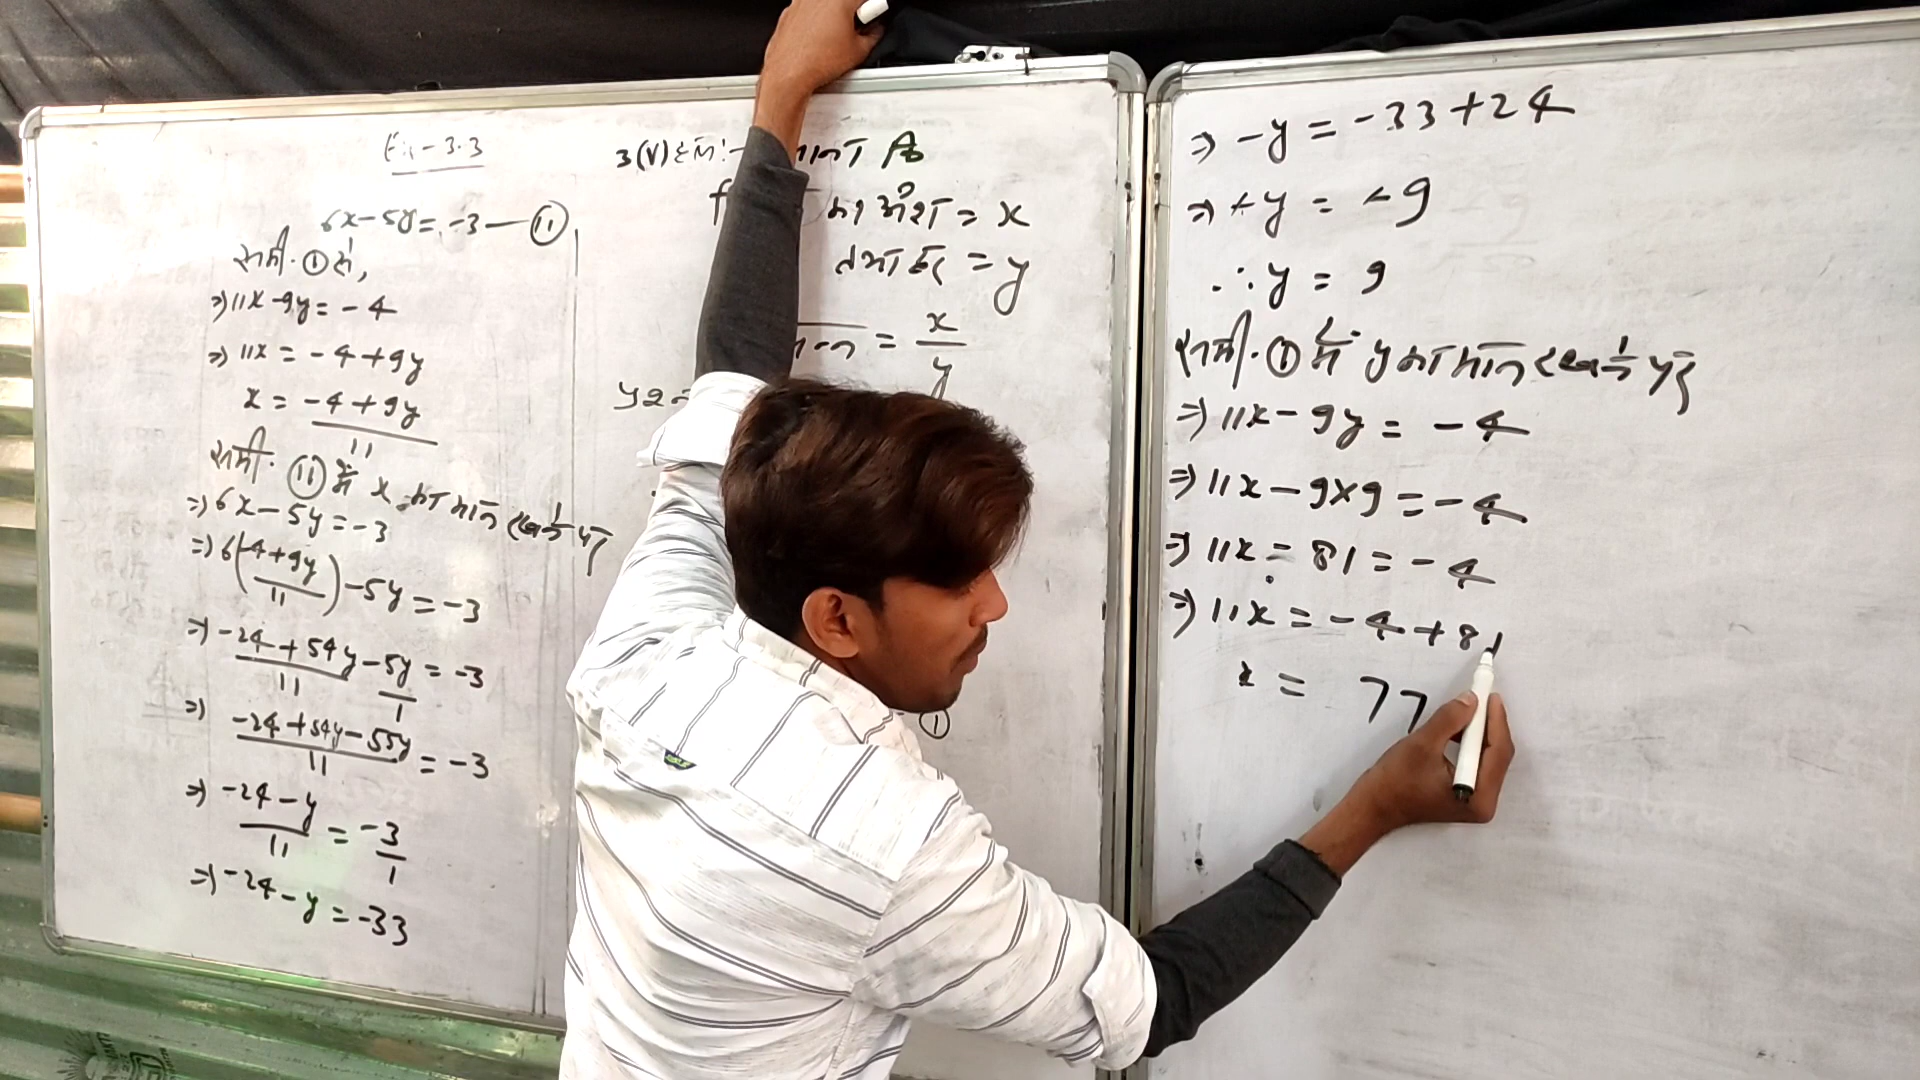 Ex - 3.3
6x - 5y = -3 — (11)
समी. (1) से,
⇒ 11x - 9y = -4
⇒ 11x = -4 + 9y
x = (-4 + 9y)/11
समी. (11) में x का मान रखने पर
⇒ 6x - 5y = -3
⇒ 6((-4 + 9y)/11) - 5y = -3
⇒ (-24 + 54y)/11 - 5y/1 = -3
⇒ (-24 + 54y - 55y)/11 = -3
⇒ (-24 - y)/11 = -3/1
⇒ -24 - y = -33
3(V) हल :- माना कि
का अंश = x
तथा हर = y
= x/y
(1)
⇒ -y = -33 + 24
⇒ +y = +9
∴ y = 9
समी. (1) में y का मान रखने पर
⇒ 11x - 9y = -4
⇒ 11x - 9×9 = -4
⇒ 11x - 81 = -4
⇒ 11x = -4 + 81
x = 77